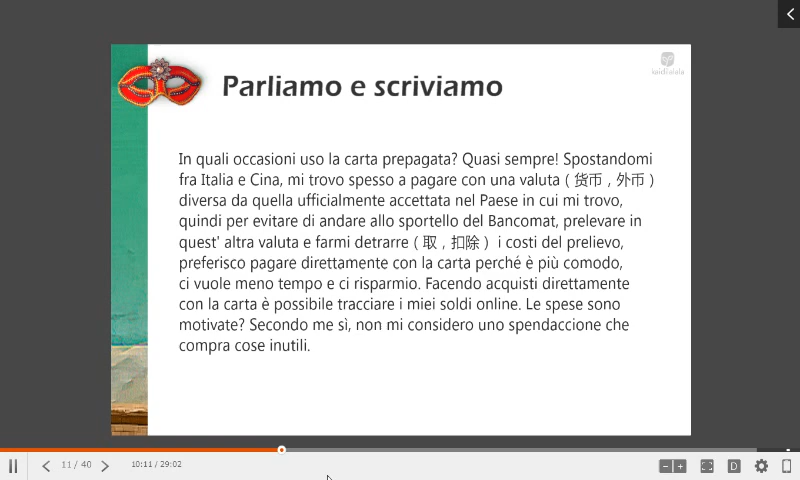 kaidialala
Parliamo e scriviamo
In quali occasioni uso la carta prepagata? Quasi sempre! Spostandomi
fra Italia e Cina, mi trovo spesso a pagare con una valuta ( 货币 , 外币 )
diversa da quella ufficialmente accettata nel Paese in cui mi trovo,
quindi per evitare di andare allo sportello del Bancomat, prelevare in
quest' altra valuta e farmi detrarre ( 取 , 扣除 ) i costi del prelievo,
preferisco pagare direttamente con la carta perché è più comodo,
ci vuole meno tempo e ci risparmio. Facendo acquisti direttamente
con la carta è possibile tracciare i miei soldi online. Le spese sono
motivate? Secondo me sì, non mi considero uno spendaccione che
compra cose inutili.
11 / 40 10:11 / 29:02 D